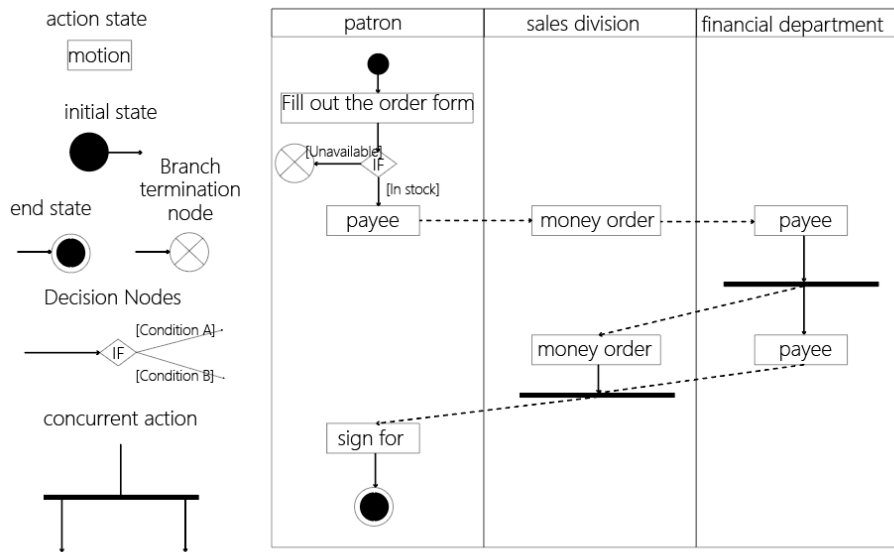 action state
motion
initial state
Branch
termination
node
end state
Decision Nodes
IF
[Condition A]
[Condition B]
concurrent action
patron
sales division
financial department
Fill out the order form
[Unavailable]
IF
[In stock]
payee
money order
payee
money order
payee
sign for